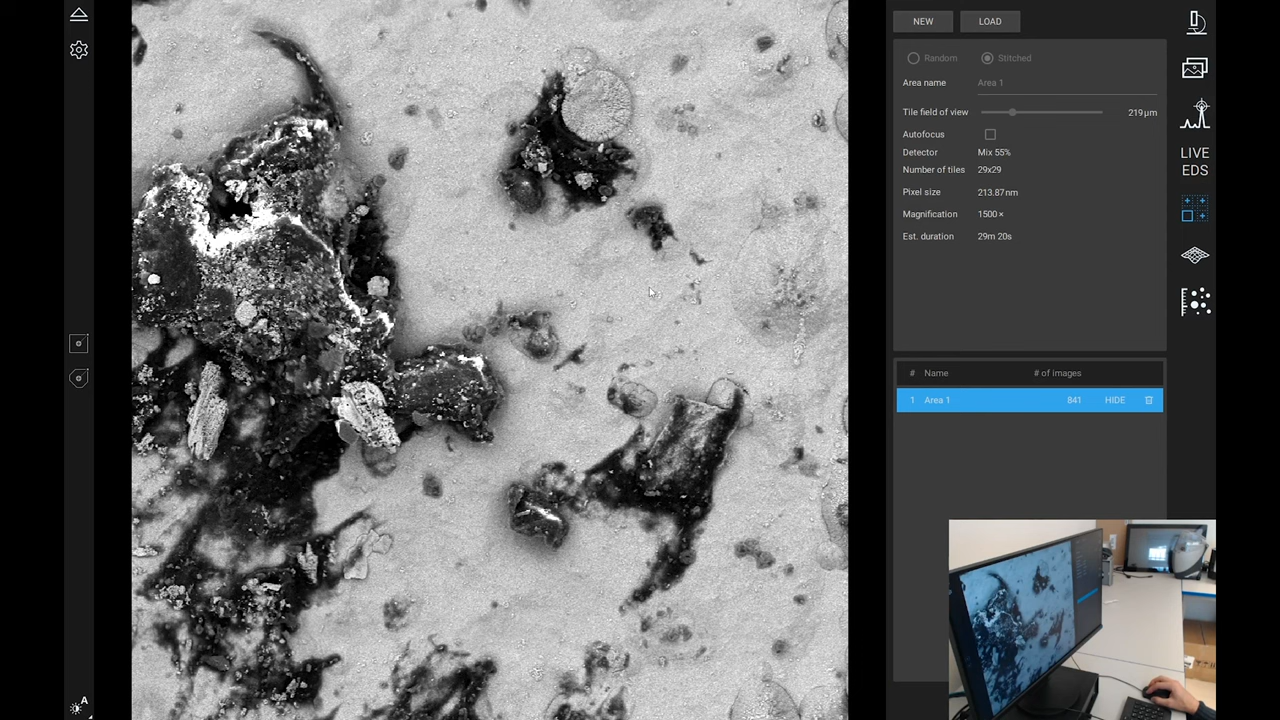 NEW LOAD
Random Stitched
Area name Area 1
Tile field of view 219 µm
Autofocus
Detector Mix 55%
Number of tiles 29x29
Pixel size 213.87 nm
Magnification 1500 ×
Est. duration 29m 20s
LIVE
EDS
# Name # of images
1 Area 1 841 HIDE
A